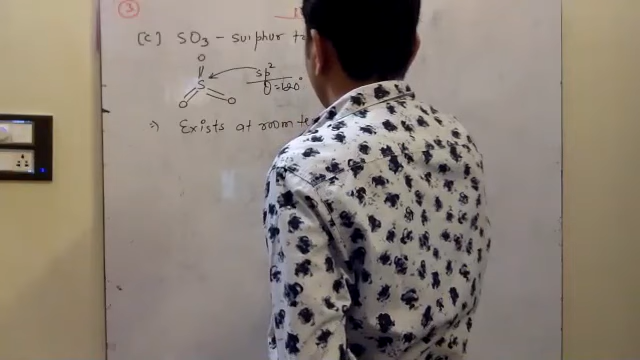 3
[C] SO3 - sulphur
O
S
sp²
θ = 120°
O
O
⇒ Exists at room